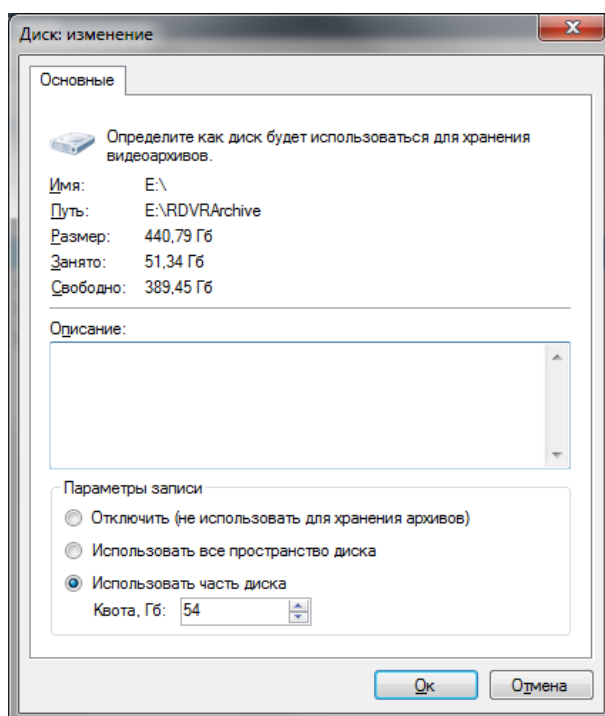 Диск: изменение
Основные
Определите как диск будет использоваться для хранения
видеоархивов.
Имя: E:\
Путь: E:\RDVRArchive
Размер: 440,79 Гб
Занято: 51,34 Гб
Свободно: 389,45 Гб
Описание:
Параметры записи
Отключить (не использовать для хранения архивов)
Использовать все пространство диска
Использовать часть диска
Квота, Гб: 54
Ок Отмена